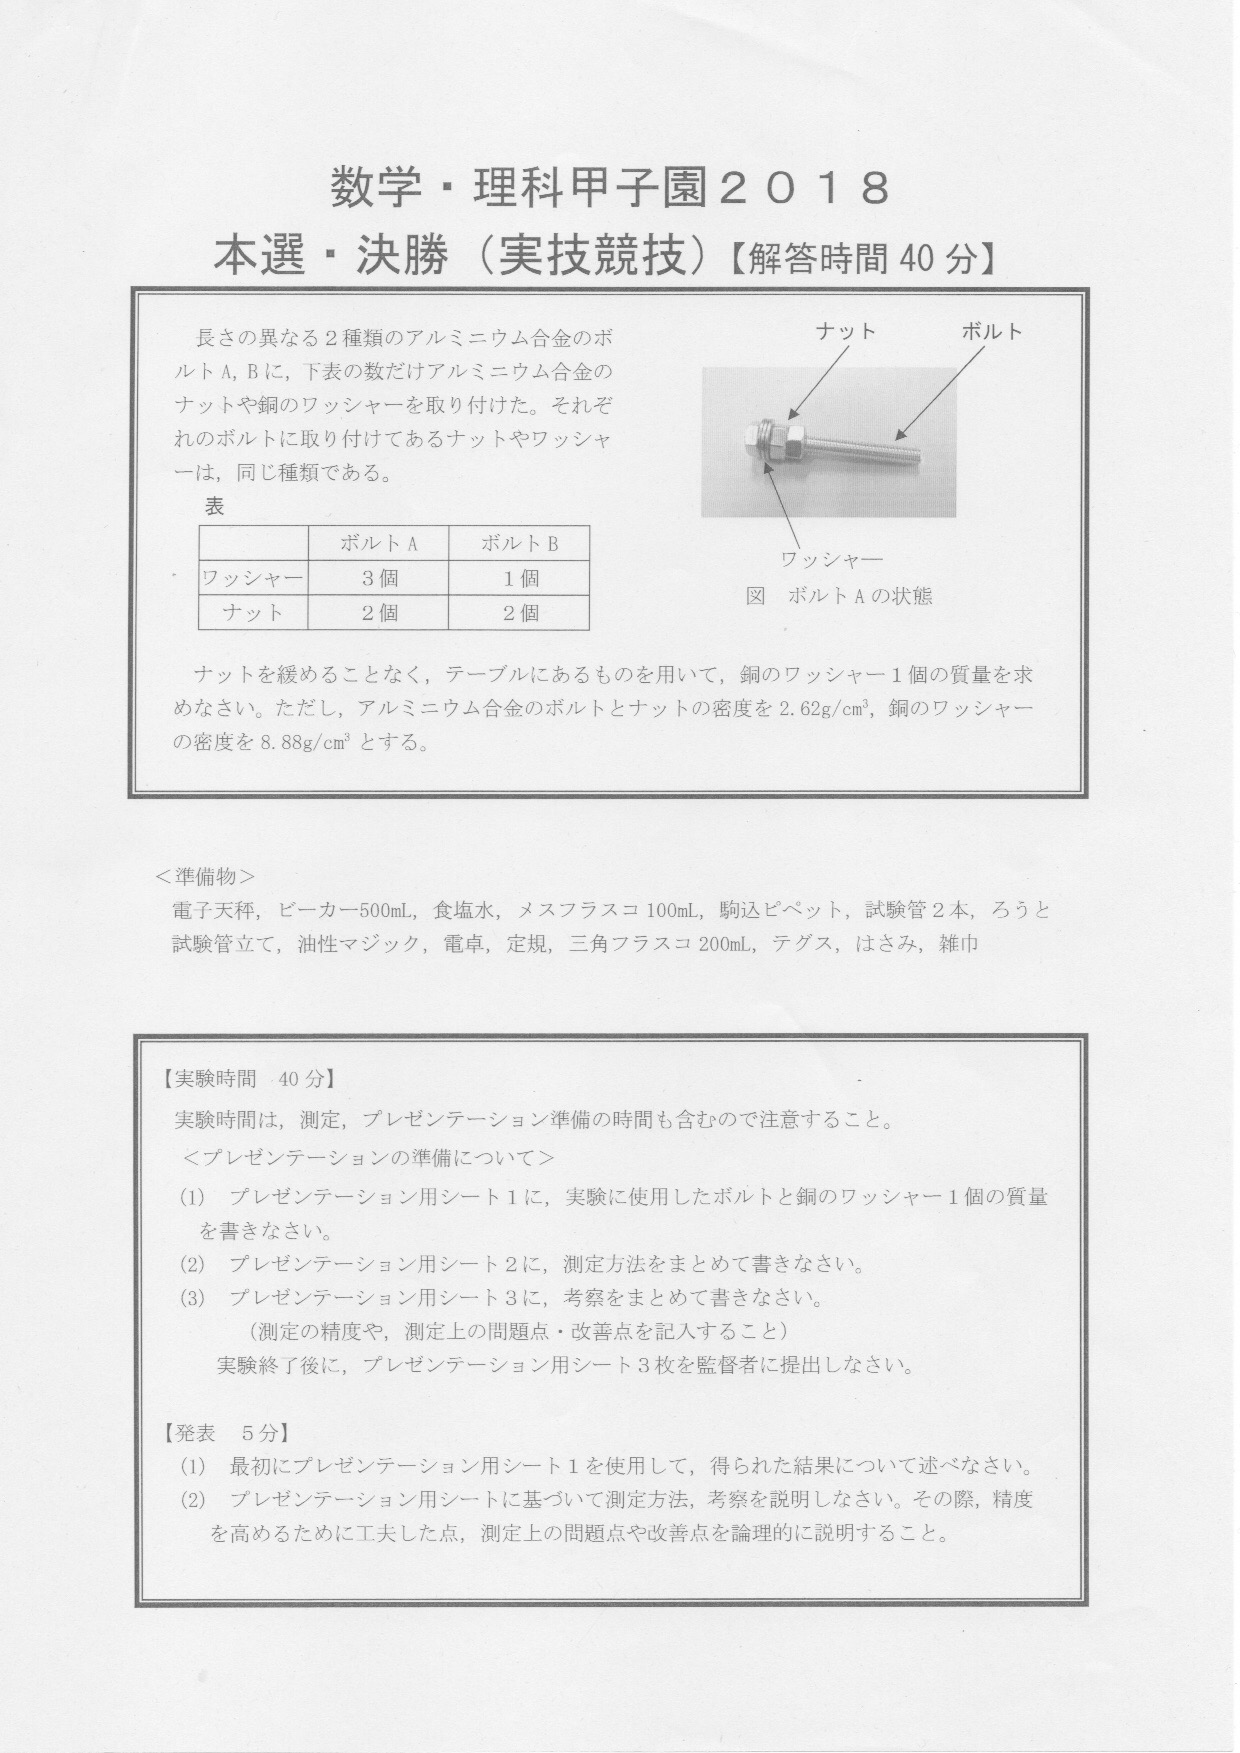 数学・理科甲子園２０１８
本選・決勝（実技競技）【解答時間 40 分】
長さの異なる２種類のアルミニウム合金のボ
ルト A, B に，下表の数だけアルミニウム合金の
ナットや銅のワッシャーを取り付けた。それぞ
れのボルトに取り付けてあるナットやワッシャ
ーは，同じ種類である。
表
ボルト A ボルト B
ワッシャー ３個 １個
ナット ２個 ２個
ナット ボルト
ワッシャー
図　ボルト A の状態
ナットを緩めることなく，テーブルにあるものを用いて，銅のワッシャー１個の質量を求
めなさい。ただし，アルミニウム合金のボルトとナットの密度を 2.62g/cm³，銅のワッシャー
の密度を 8.88g/cm³ とする。
＜準備物＞
電子天秤，ビーカー500mL，食塩水，メスフラスコ 100mL，駒込ピペット，試験管２本，ろうと
試験管立て，油性マジック，電卓，定規，三角フラスコ 200mL，テグス，はさみ，雑巾
【実験時間　40 分】
実験時間は，測定，プレゼンテーション準備の時間も含むので注意すること。
＜プレゼンテーションの準備について＞
(1)　プレゼンテーション用シート１に，実験に使用したボルトと銅のワッシャー１個の質量
を書きなさい。
(2)　プレゼンテーション用シート２に，測定方法をまとめて書きなさい。
(3)　プレゼンテーション用シート３に，考察をまとめて書きなさい。
（測定の精度や，測定上の問題点・改善点を記入すること）
実験終了後に，プレゼンテーション用シート３枚を監督者に提出しなさい。
【発表　５分】
(1)　最初にプレゼンテーション用シート１を使用して，得られた結果について述べなさい。
(2)　プレゼンテーション用シートに基づいて測定方法，考察を説明しなさい。その際，精度
を高めるために工夫した点，測定上の問題点や改善点を論理的に説明すること。